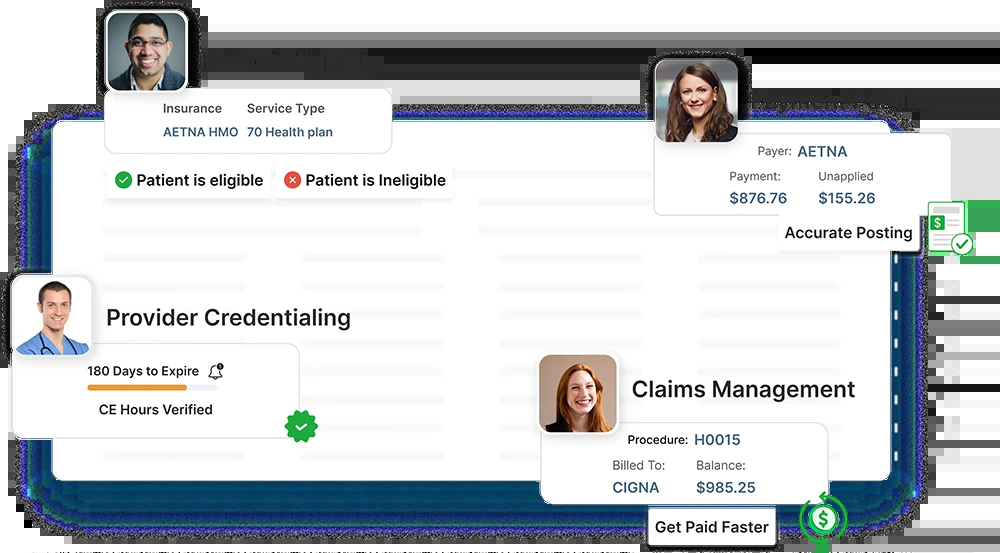 Insurance Service Type
AETNA HMO 70 Health plan
Patient is eligible Patient is Ineligible
Payer: AETNA
Payment: Unapplied
$876.76 $155.26
Accurate Posting
$
Provider Credentialing
180 Days to Expire
CE Hours Verified
Claims Management
Procedure: H0015
Billed To: Balance:
CIGNA $985.25
Get Paid Faster
$